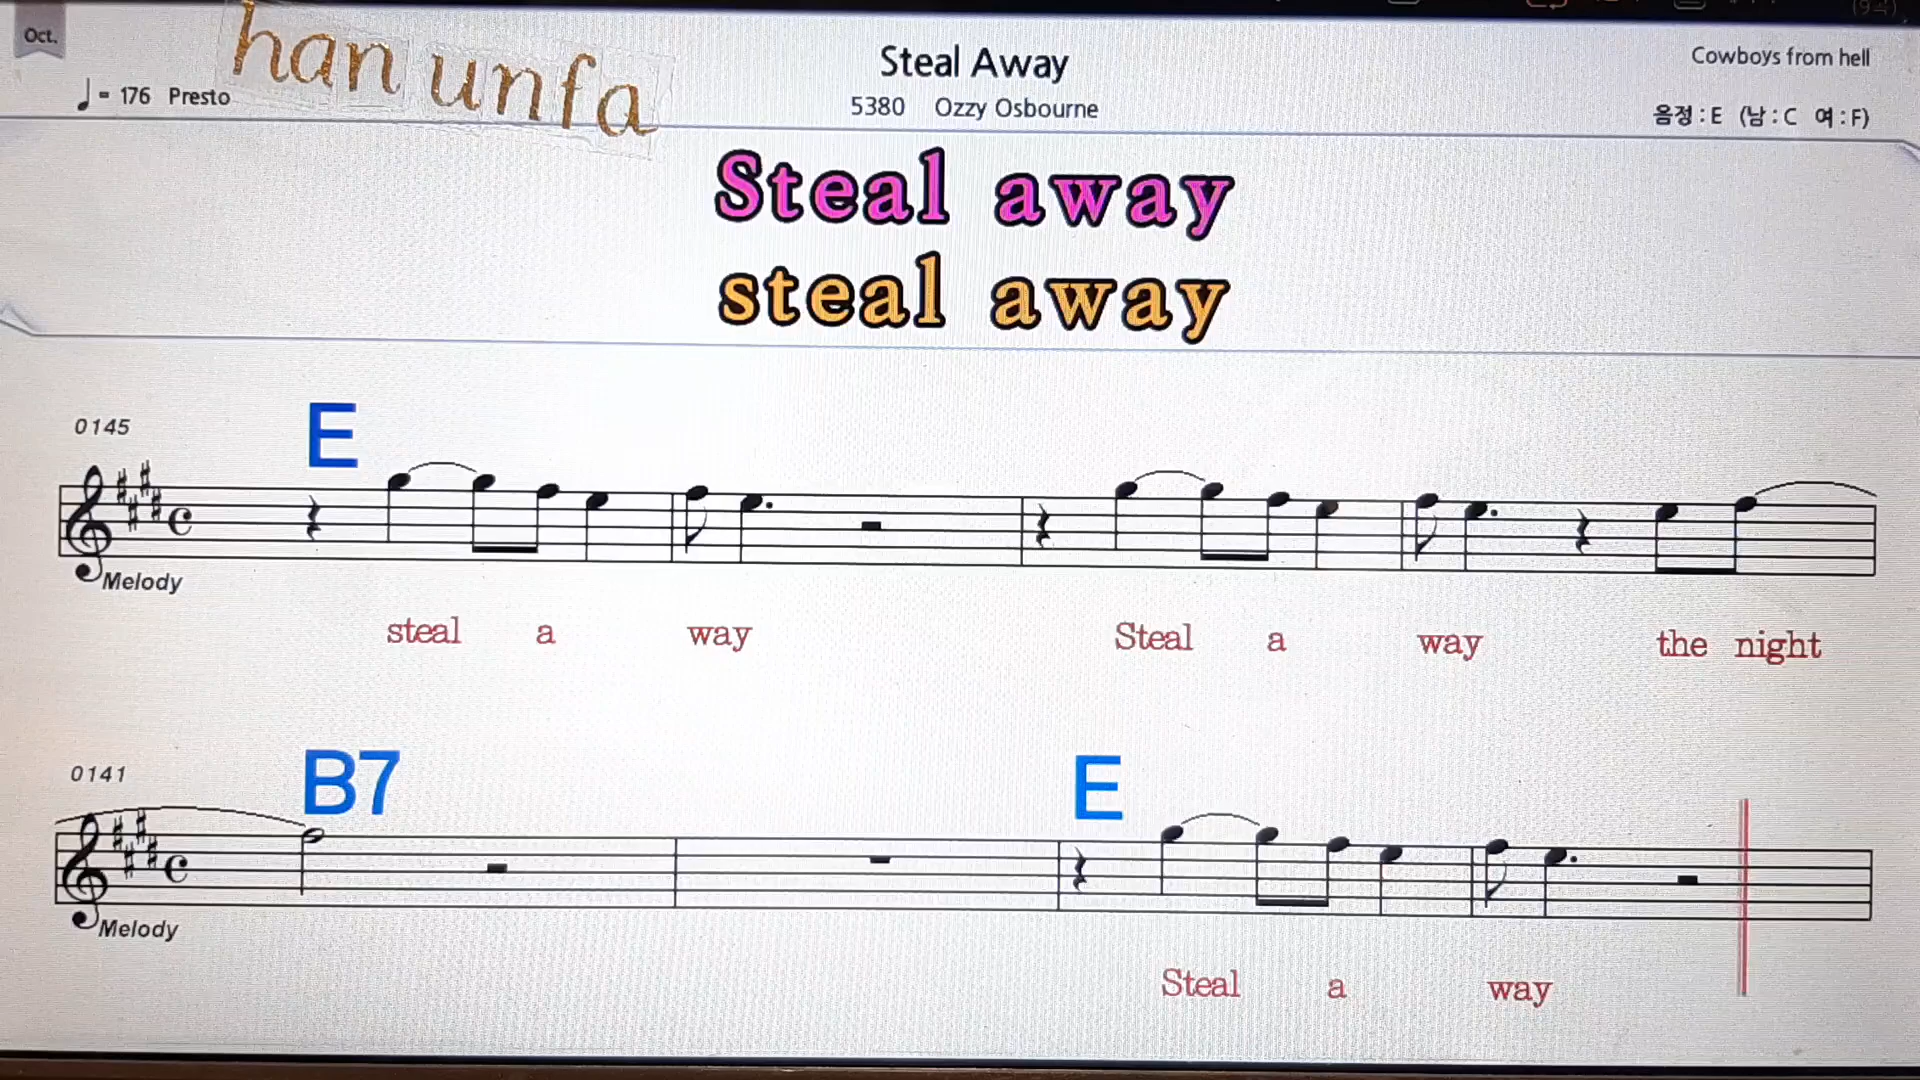 Oct.
han unfa
Steal Away
Cowboys from hell
♩= 176 Presto
5380 Ozzy Osbourne
음정 : E (남 : C 여 : F)
Steal away
steal away
0145
E
Melody
steal a way Steal a way the night
0141
B7 E
Melody
Steal a way